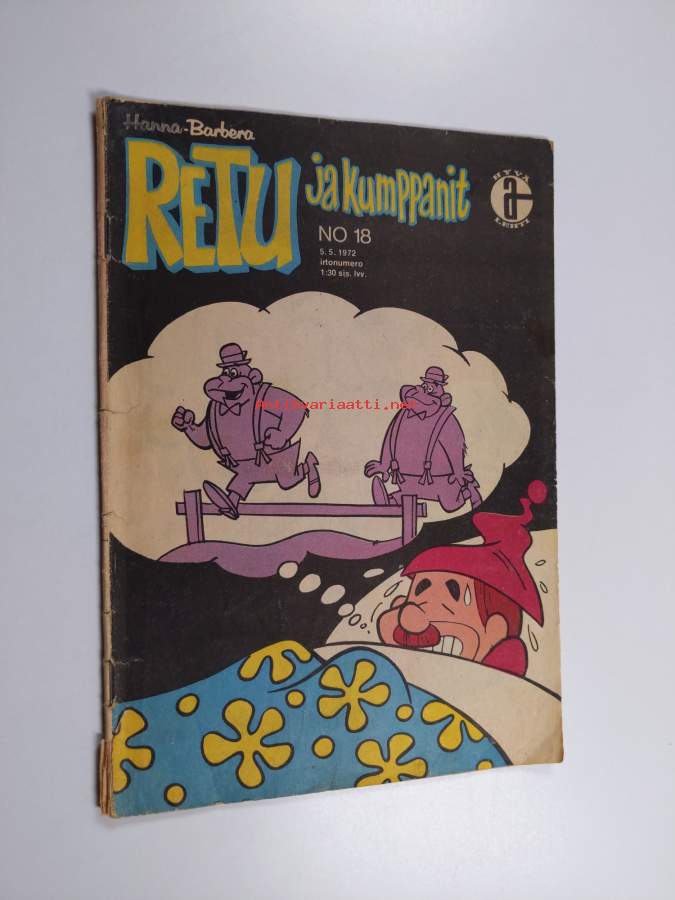 Hanna-Barbera
RETU ja kumppanit
HYVÄ
a
LEHTI
NO 18
5. 5. 1972
irtonumero
1:30 sis. lvv.
Antikvariaatti.net